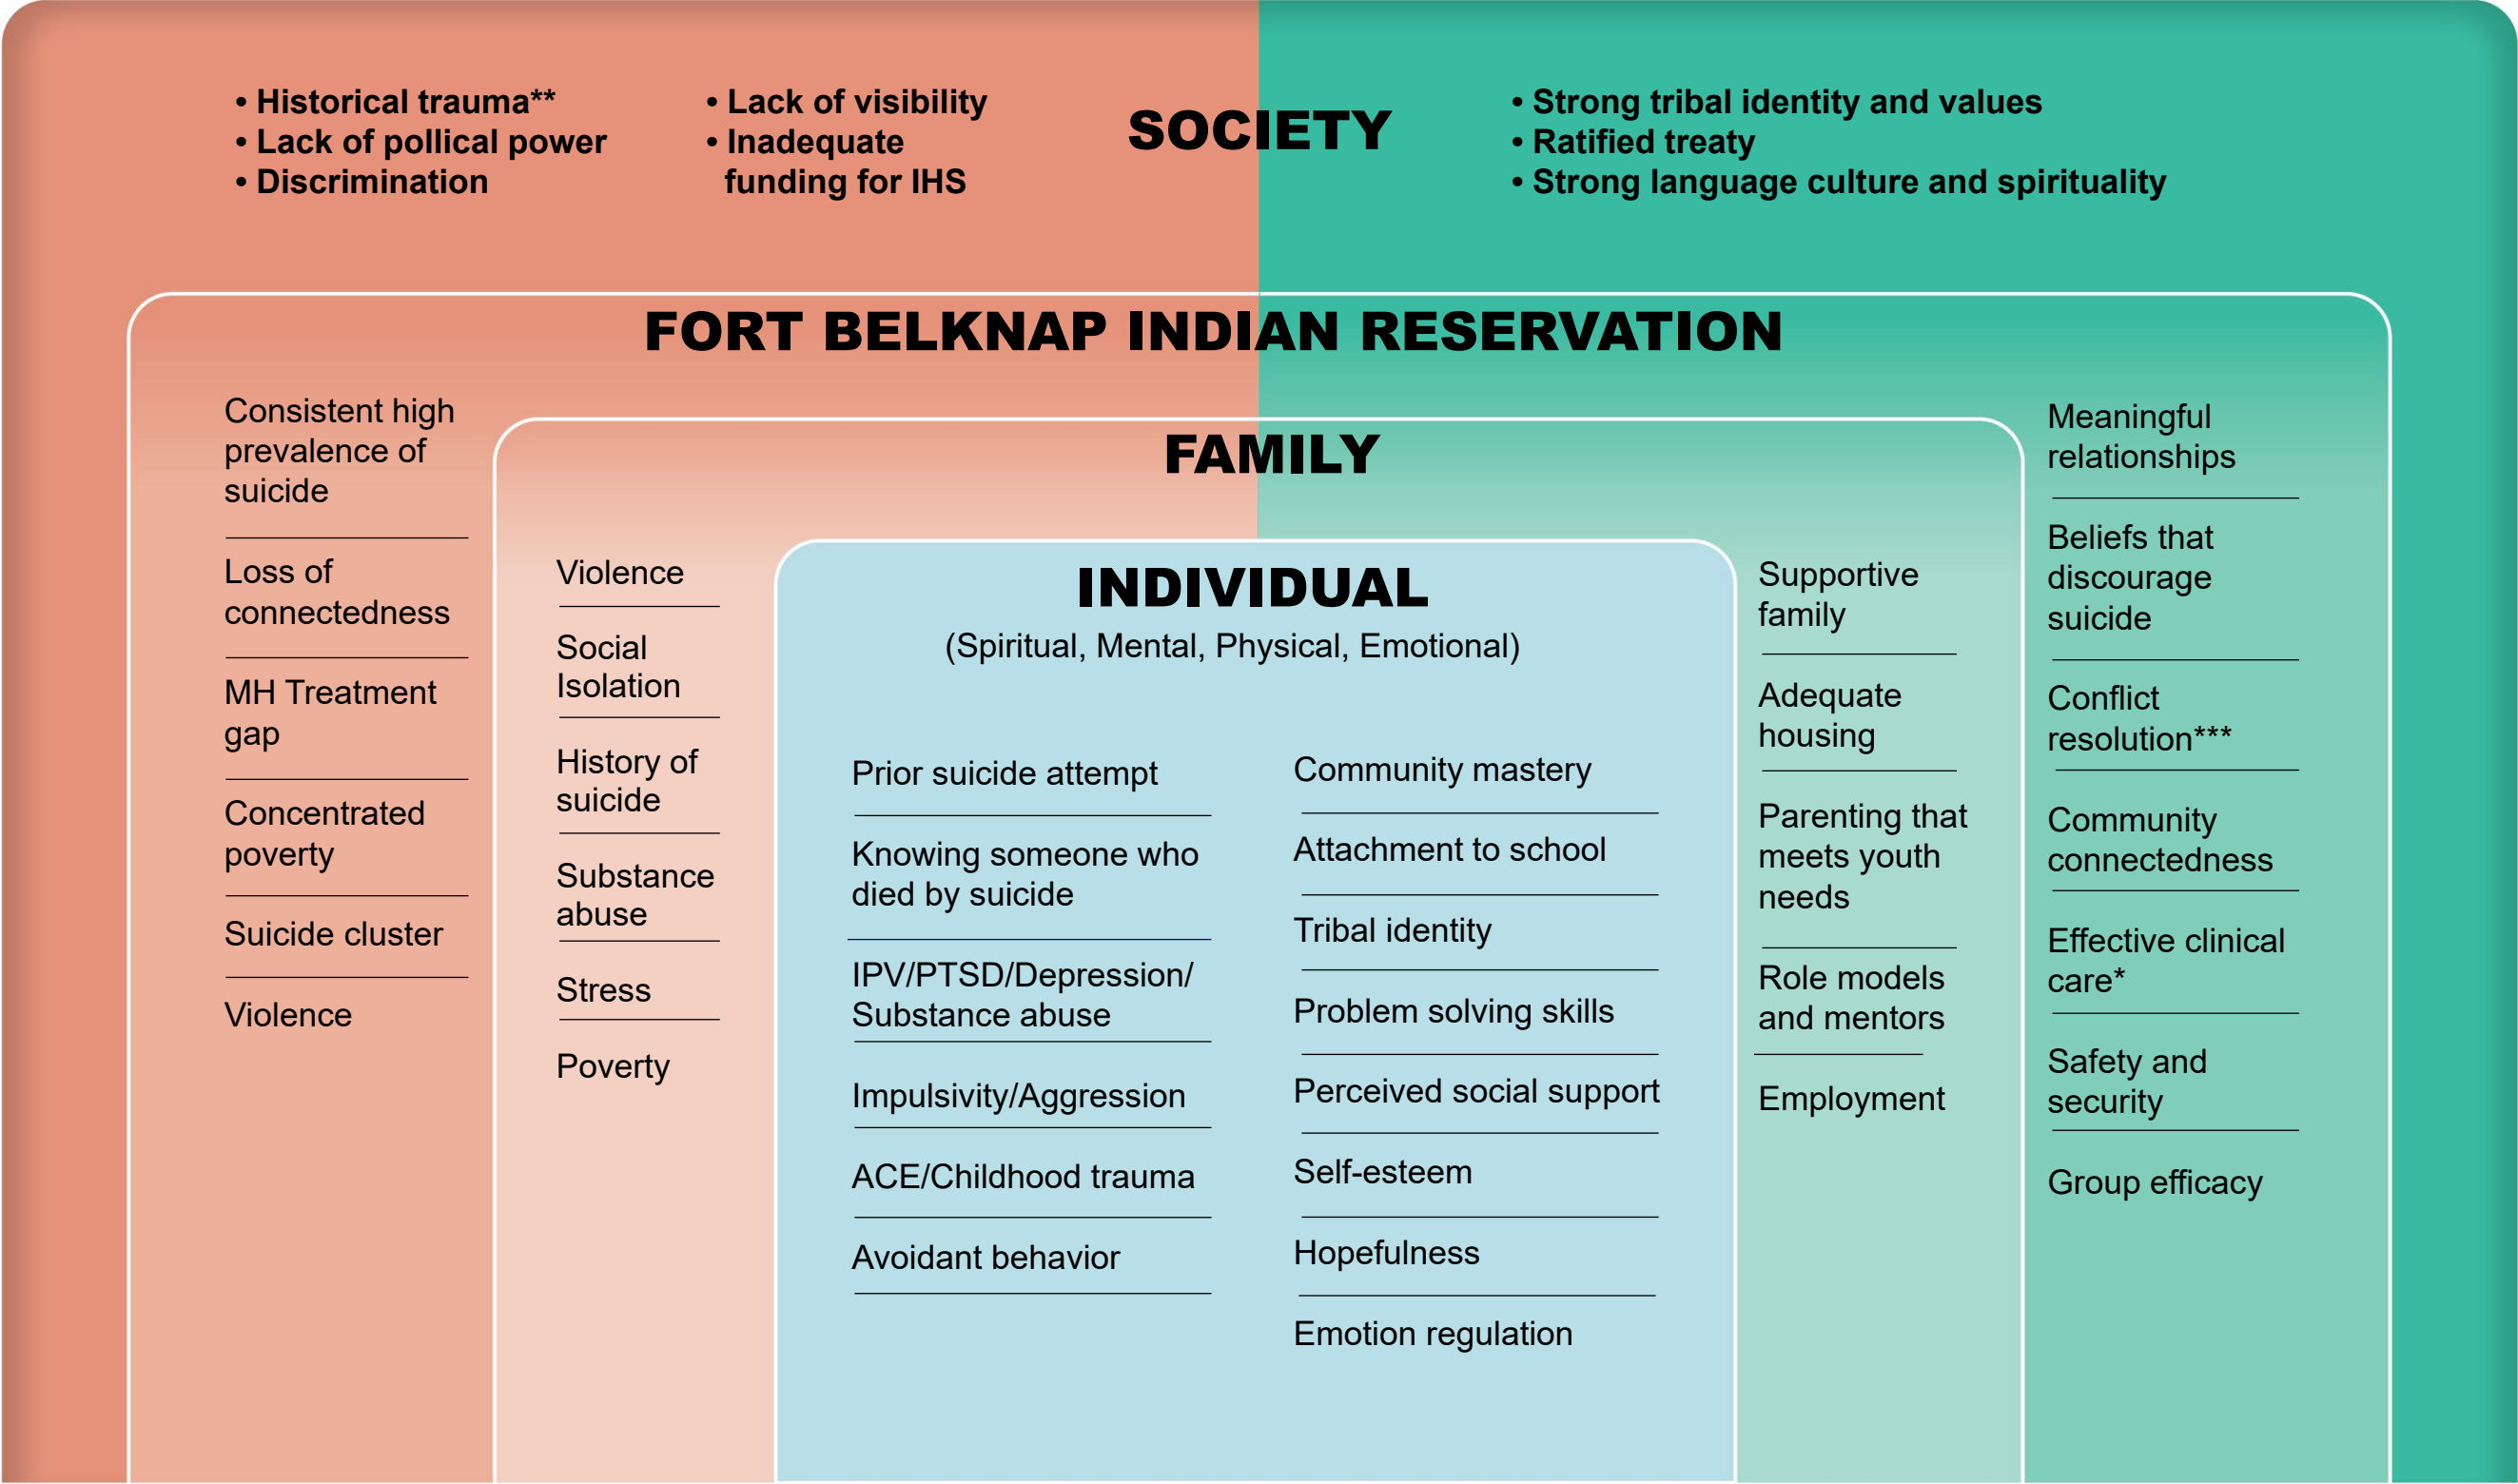 • Historical trauma**
• Lack of pollical power
• Discrimination
• Lack of visibility
• Inadequate
funding for IHS
SOCIETY
• Strong tribal identity and values
• Ratified treaty
• Strong language culture and spirituality
FORT BELKNAP INDIAN RESERVATION
Consistent high
prevalence of
suicide
Loss of
connectedness
MH Treatment
gap
Concentrated
poverty
Suicide cluster
Violence
FAMILY
Violence
Social
Isolation
History of
suicide
Substance
abuse
Stress
Poverty
INDIVIDUAL
(Spiritual, Mental, Physical, Emotional)
Prior suicide attempt
Knowing someone who
died by suicide
IPV/PTSD/Depression/
Substance abuse
Impulsivity/Aggression
ACE/Childhood trauma
Avoidant behavior
Community mastery
Attachment to school
Tribal identity
Problem solving skills
Perceived social support
Self-esteem
Hopefulness
Emotion regulation
Supportive
family
Adequate
housing
Parenting that
meets youth
needs
Role models
and mentors
Employment
Meaningful
relationships
Beliefs that
discourage
suicide
Conflict
resolution***
Community
connectedness
Effective clinical
care*
Safety and
security
Group efficacy